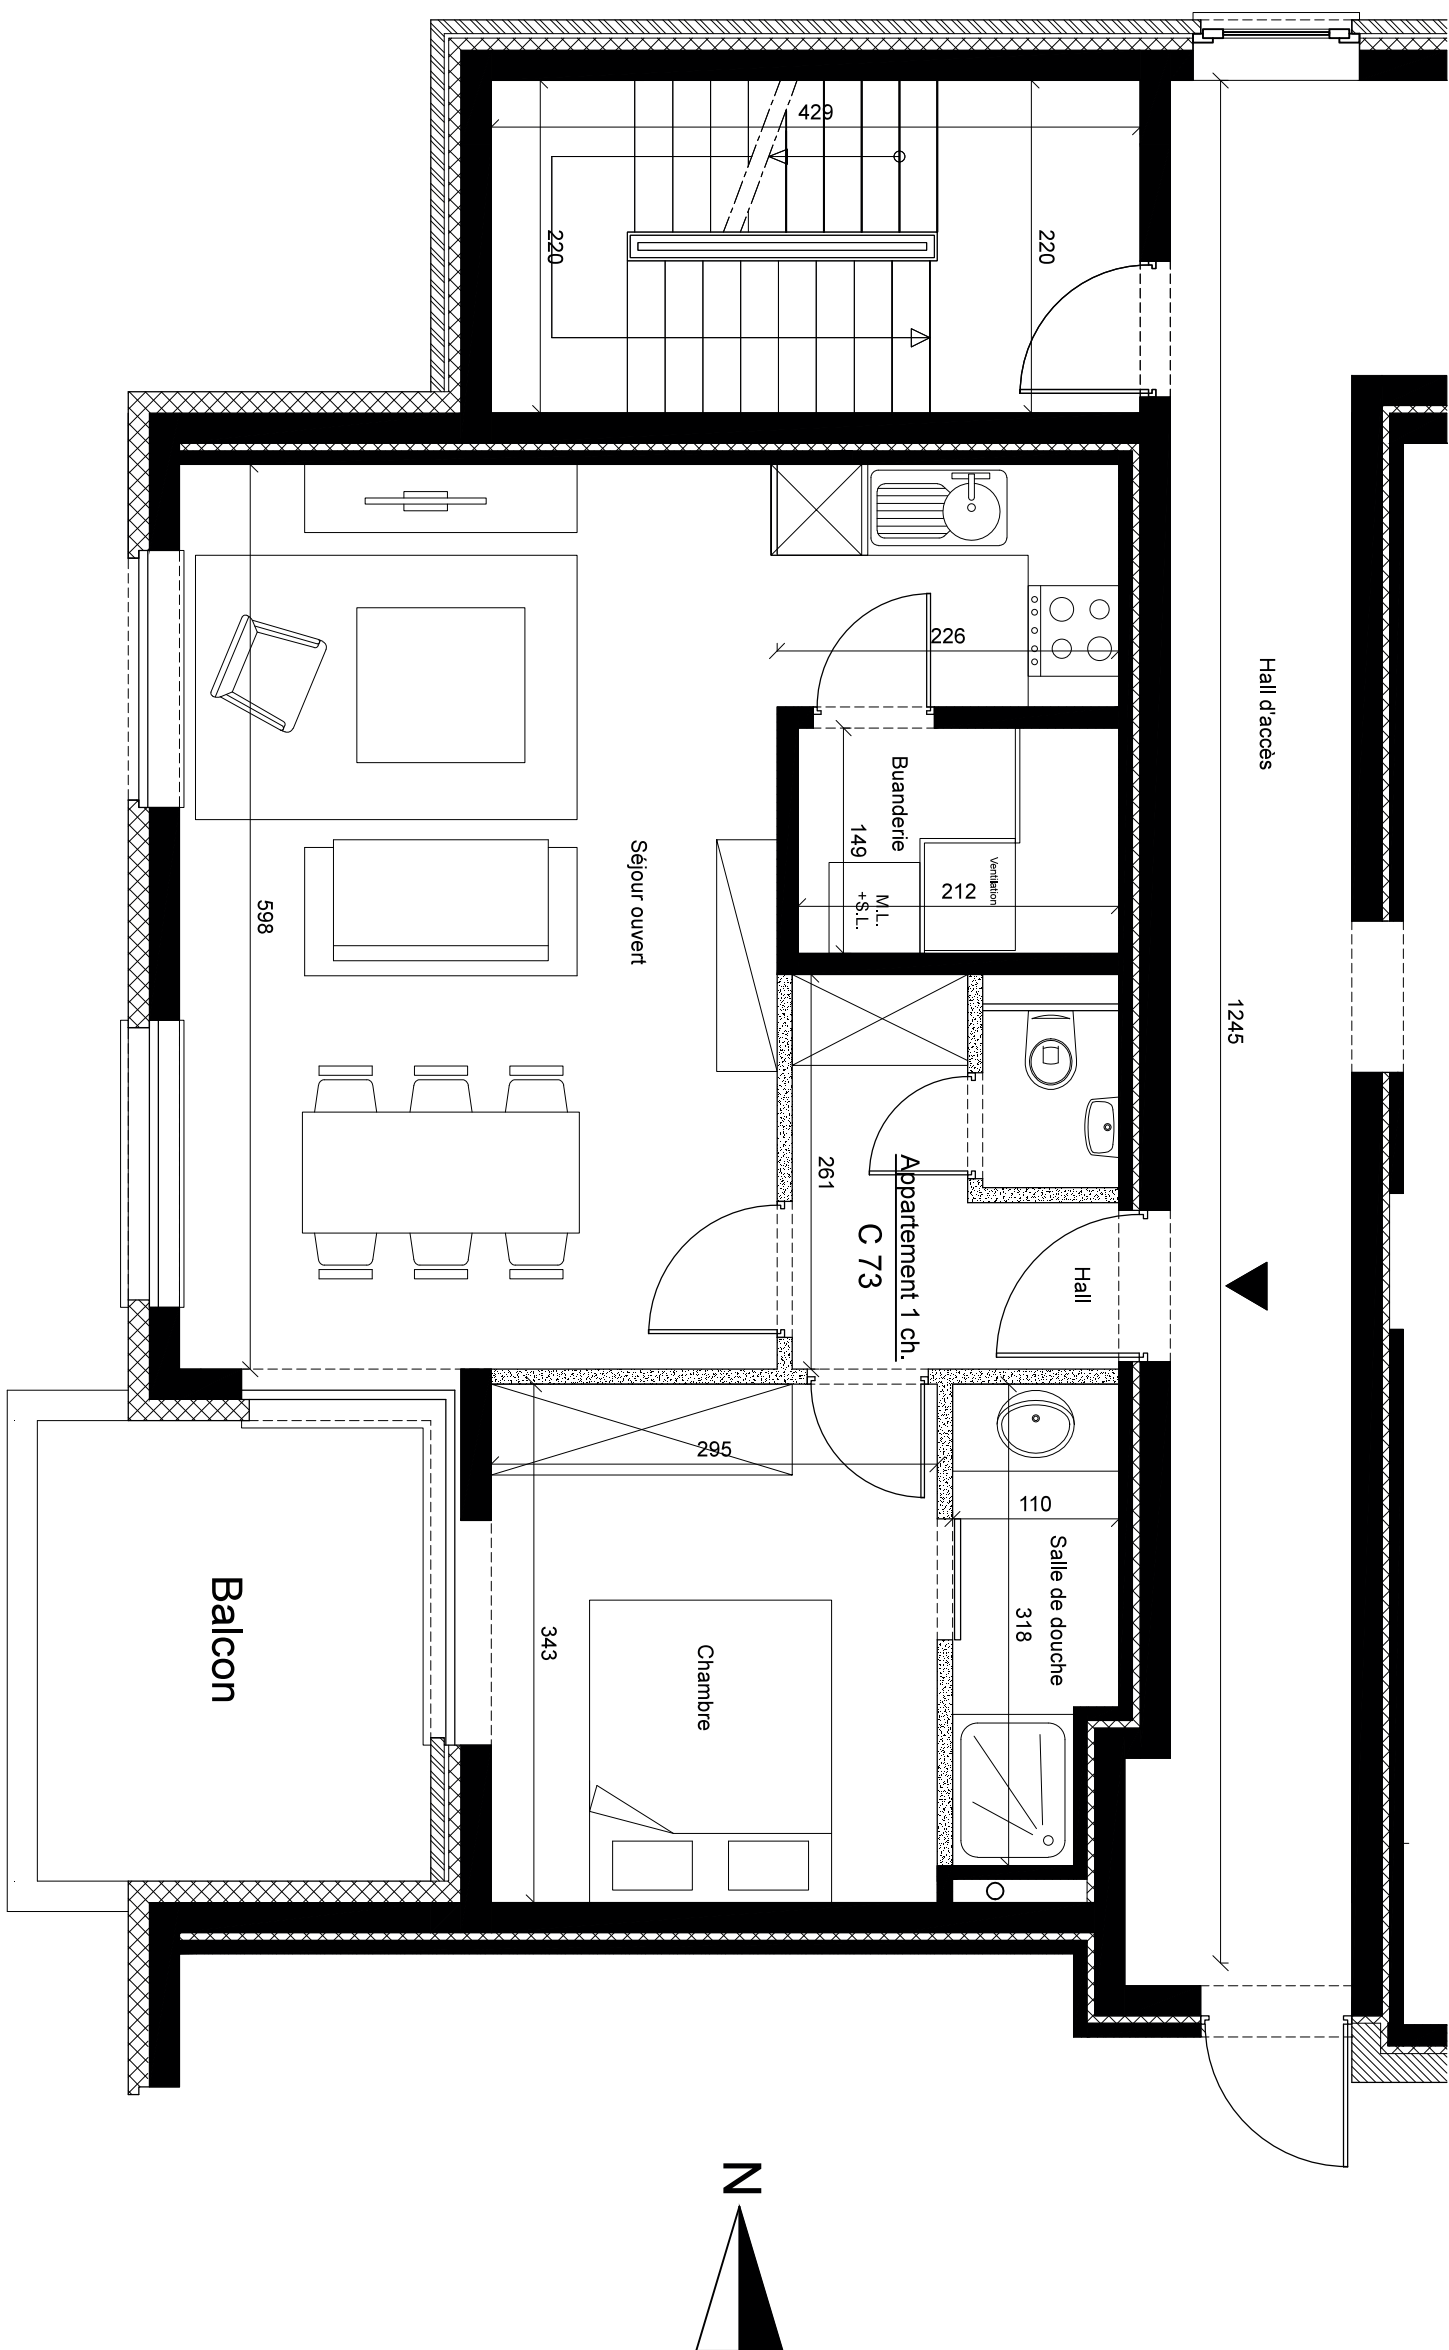 429
220
220
Hall d'accès
1245
226
Buanderie
149
Ventilation
212
M.L.
+S.L.
Séjour ouvert
598
261
Appartement 1 ch.
C 73
Hall
295
110
Salle de douche
318
343
Chambre
Balcon
N